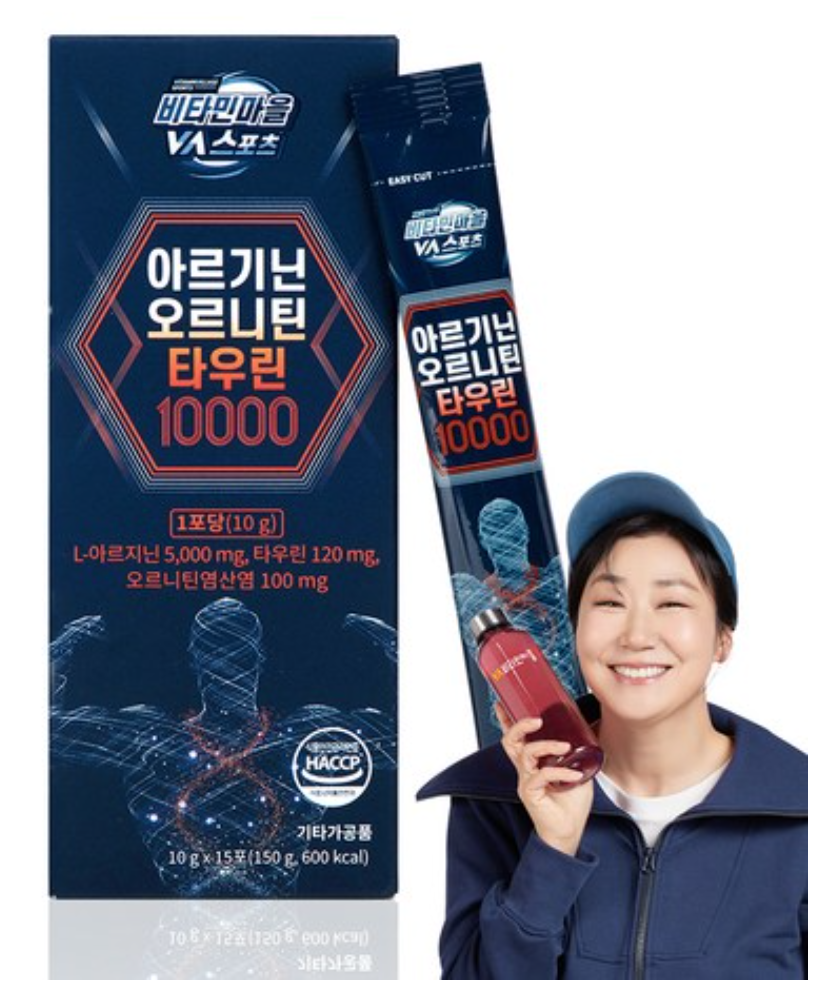 비타민마을
VA 스포츠
아르기닌
오르니틴
타우린
10000
1포당(10 g)
L-아르지닌 5,000 mg, 타우린 120 mg,
오르니틴염산염 100 mg
HACCP
기타가공품
10 g x 15포(150 g, 600 kcal)
EASY CUT
비타민마을
VA 스포츠
아르기닌
오르니틴
타우린
10000